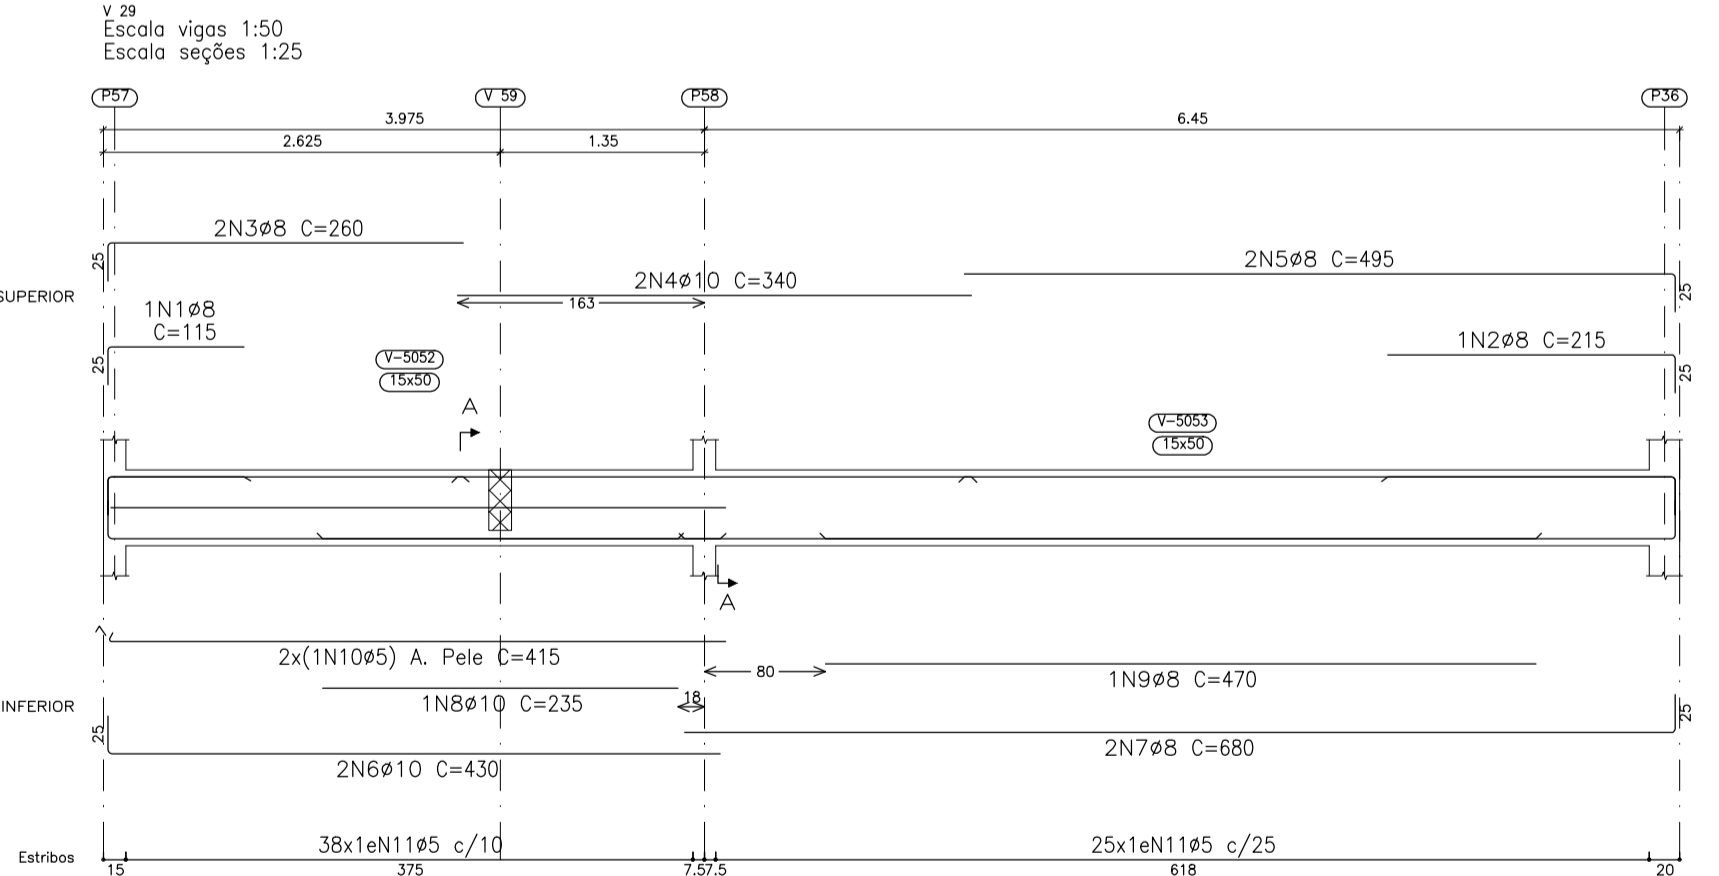 V 29
Escala vigas 1:50
Escala seções 1:25
P57
V 59
P58
P36
3.975
6.45
2.625
1.35
2N3ø8 C=260
25
2N4ø10 C=340
163
2N5ø8 C=495
25
SUPERIOR
1N1ø8
C=115
25
V-5052
15x50
1N2ø8 C=215
25
A
V-5053
15x50
A
2x(1N10ø5) A. Pele C=415
80
1N9ø8 C=470
1N8ø10 C=235
18
INFERIOR
25
25
2N7ø8 C=680
2N6ø10 C=430
38x1eN11ø5 c/10
25x1eN11ø5 c/25
Estribos
15
375
7.57.5
618
20